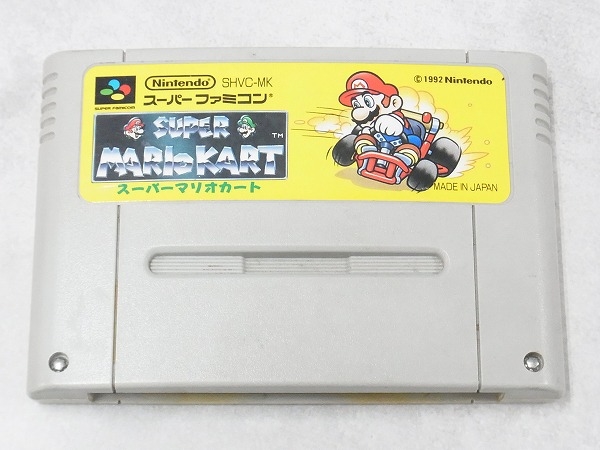 Nintendo SHVC-MK
SUPER FAMICOM
スーパーファミコン®
SUPER
MARIO KART TM
スーパーマリオカート
© 1992 Nintendo
MADE IN JAPAN